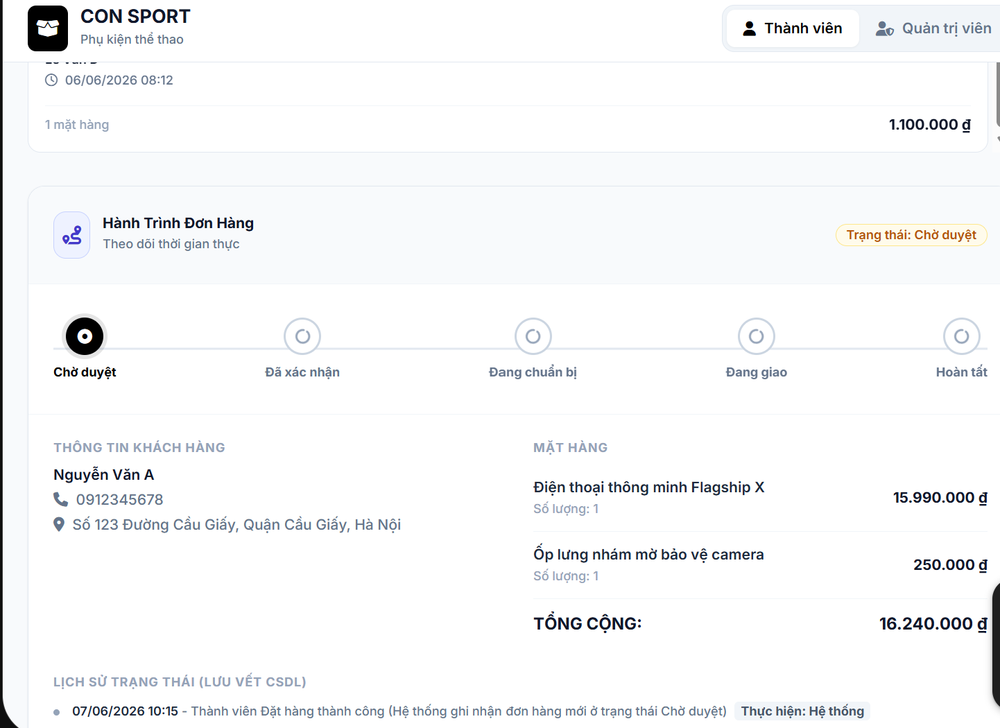 CON SPORT
Phụ kiện thể thao
Thành viên
Quản trị viên
06/06/2026 08:12
1 mặt hàng
1.100.000 ₫
Hành Trình Đơn Hàng
Theo dõi thời gian thực
Trạng thái: Chờ duyệt
Chờ duyệt
Đã xác nhận
Đang chuẩn bị
Đang giao
Hoàn tất
THÔNG TIN KHÁCH HÀNG
Nguyễn Văn A
0912345678
Số 123 Đường Cầu Giấy, Quận Cầu Giấy, Hà Nội
MẶT HÀNG
Điện thoại thông minh Flagship X
Số lượng: 1
15.990.000 ₫
Ốp lưng nhám mờ bảo vệ camera
Số lượng: 1
250.000 ₫
TỔNG CỘNG:
16.240.000 ₫
LỊCH SỬ TRẠNG THÁI (LƯU VẾT CSDL)
07/06/2026 10:15 - Thành viên Đặt hàng thành công (Hệ thống ghi nhận đơn hàng mới ở trạng thái Chờ duyệt) Thực hiện: Hệ thống